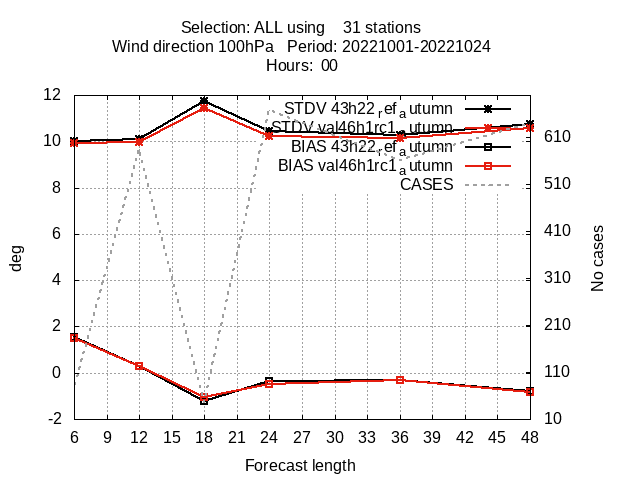 Selection: ALL using 31 stations
Wind direction 100hPa Period: 20221001-20221024
Hours: 00
12
10
8
6
4
2
0
-2
deg
STDV 43h22_ref_autumn
STDV val46h1rc1_autumn
BIAS 43h22_ref_autumn
BIAS val46h1rc1_autumn
CASES
610
510
410
310
210
110
10
No cases
6 9 12 15 18 21 24 27 30 33 36 39 42 45 48
Forecast length